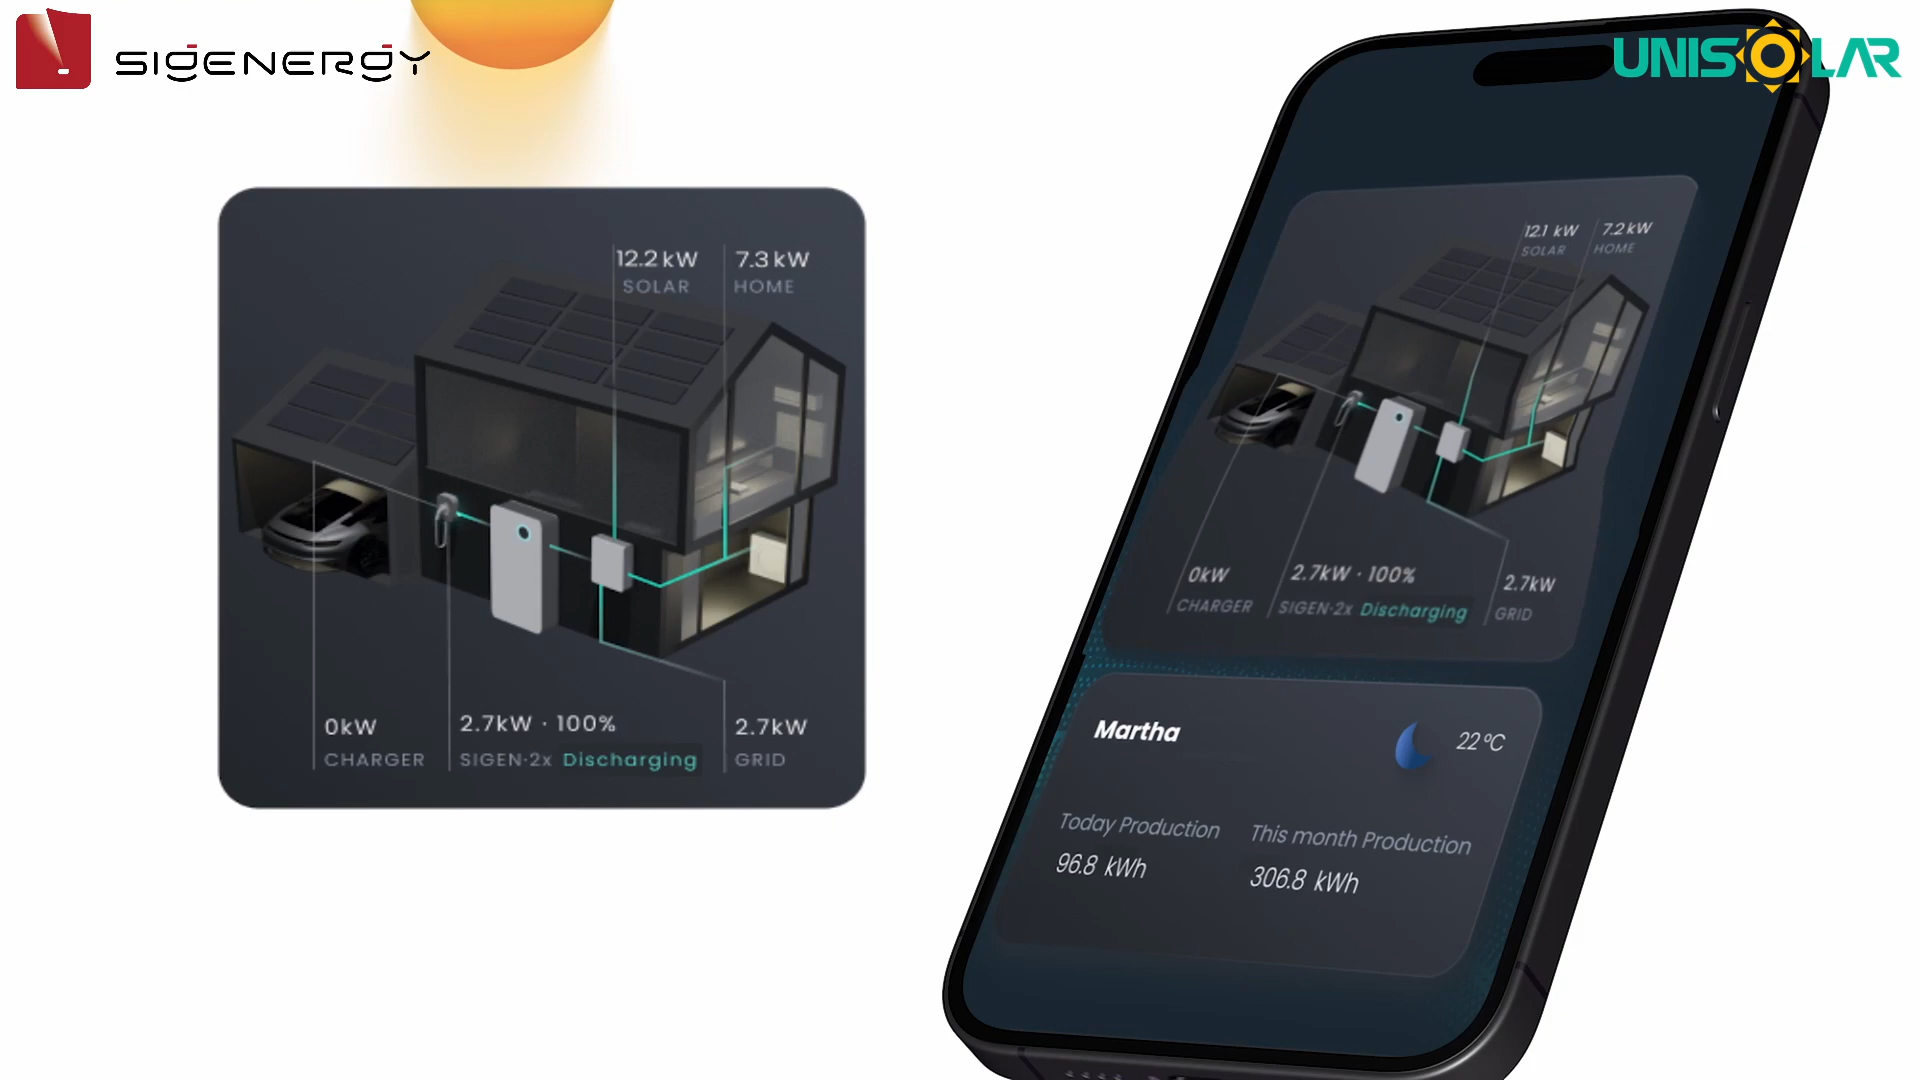 SIGENERGY
UNISOLAR
12.2 kW
SOLAR
7.3 kW
HOME
0kW
CHARGER
2.7kW · 100%
SIGEN·2x Discharging
2.7kW
GRID
12.1 kW
SOLAR
7.2 kW
HOME
0kW
CHARGER
2.7kW · 100%
SIGEN·2x Discharging
2.7kW
GRID
Martha
22 °C
Today Production
96.8 kWh
This month Production
306.8 kWh